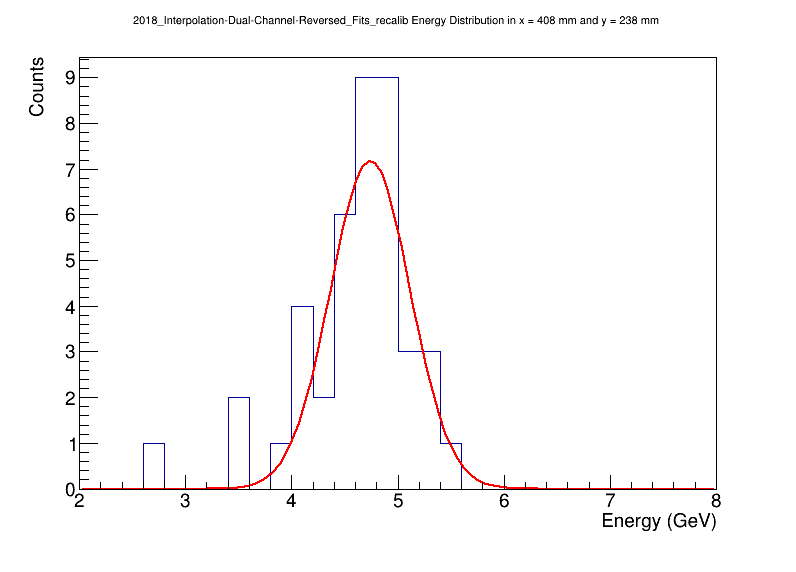 2018_Interpolation-Dual-Channel-Reversed_Fits_recalib Energy Distribution in x = 408 mm and y = 238 mm
Counts
9
8
7
6
5
4
3
2
1
0
2 3 4 5 6 7 8
Energy (GeV)